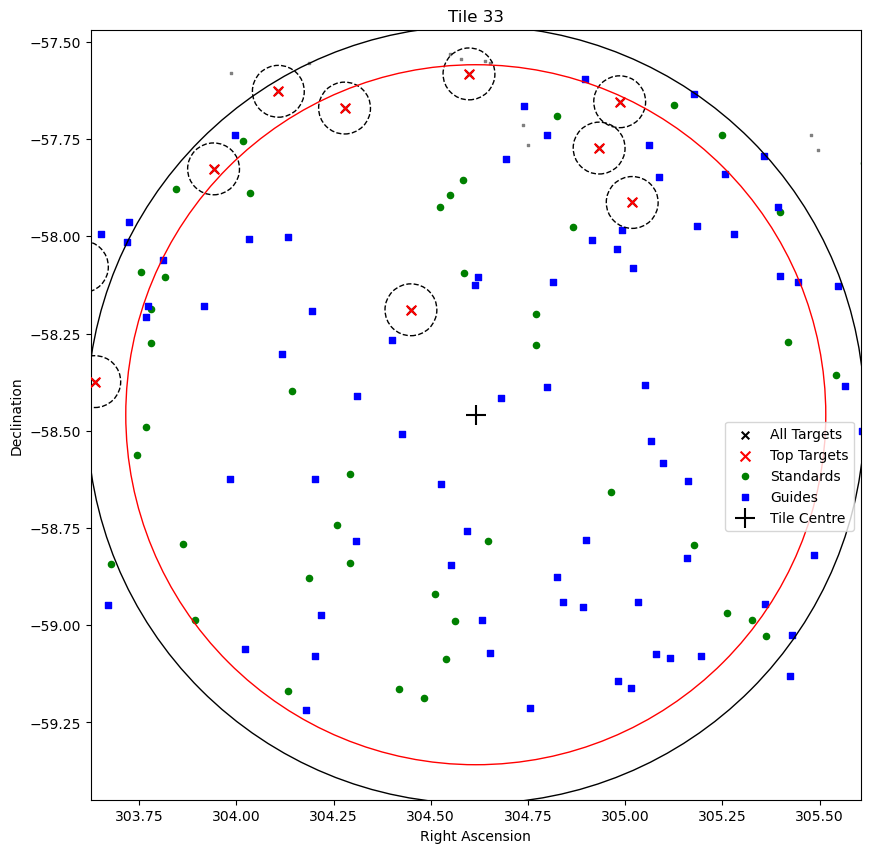 Tile 33
−57.50
−57.75
−58.00
−58.25
−58.50
−58.75
−59.00
−59.25
Declination
All Targets
Top Targets
Standards
Guides
Tile Centre
303.75 304.00 304.25 304.50 304.75 305.00 305.25 305.50
Right Ascension